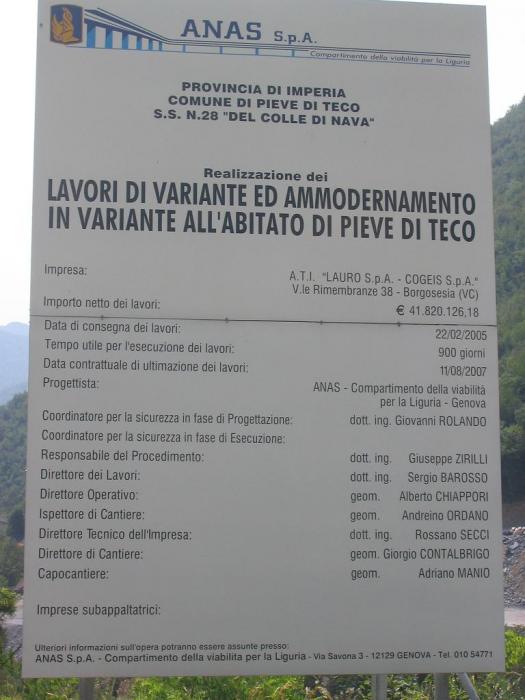 ANAS S.p.A.
Compartimento della viabilità per la Liguria
PROVINCIA DI IMPERIA
COMUNE DI PIEVE DI TECO
S.S. N.28 "DEL COLLE DI NAVA"
Realizzazione dei
LAVORI DI VARIANTE ED AMMODERNAMENTO
IN VARIANTE ALL'ABITATO DI PIEVE DI TECO
Impresa: A.T.I. "LAURO S.p.A. - COGEIS S.p.A."
V.le Rimembranze 38 - Borgosesia (VC)
Importo netto dei lavori: € 41.820.126,18
Data di consegna dei lavori: 22/02/2005
Tempo utile per l'esecuzione dei lavori: 900 giorni
Data contrattuale di ultimazione dei lavori: 11/08/2007
Progettista: ANAS - Compartimento della viabilità
per la Liguria - Genova
Coordinatore per la sicurezza in fase di Progettazione: dott. ing. Giovanni ROLANDO
Coordinatore per la sicurezza in fase di Esecuzione:
Responsabile del Procedimento: dott. ing. Giuseppe ZIRILLI
Direttore dei Lavori: dott. ing. Sergio BAROSSO
Direttore Operativo: geom. Alberto CHIAPPORI
Ispettore di Cantiere: geom. Andreino ORDANO
Direttore Tecnico dell'Impresa: dott. ing. Rossano SECCI
Direttore di Cantiere: geom. Giorgio CONTALBRIGO
Capocantiere: geom. Adriano MANIO
Imprese subappaltatrici:
Ulteriori informazioni sull'opera potranno essere assunte presso:
ANAS S.p.A. - Compartimento della viabilita per la Liguria - Via Savona 3 - 12129 GENOVA - Tel. 010 54771